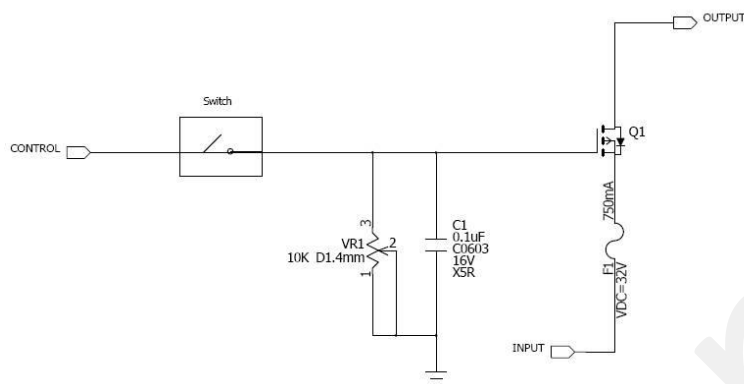 OUTPUT
Switch
Q1
CONTROL
750mA
3
C1
VR1
2
0.1uF
10K D1.4mm
C0603
16V
1
X5R
F1
VDC=32V
INPUT